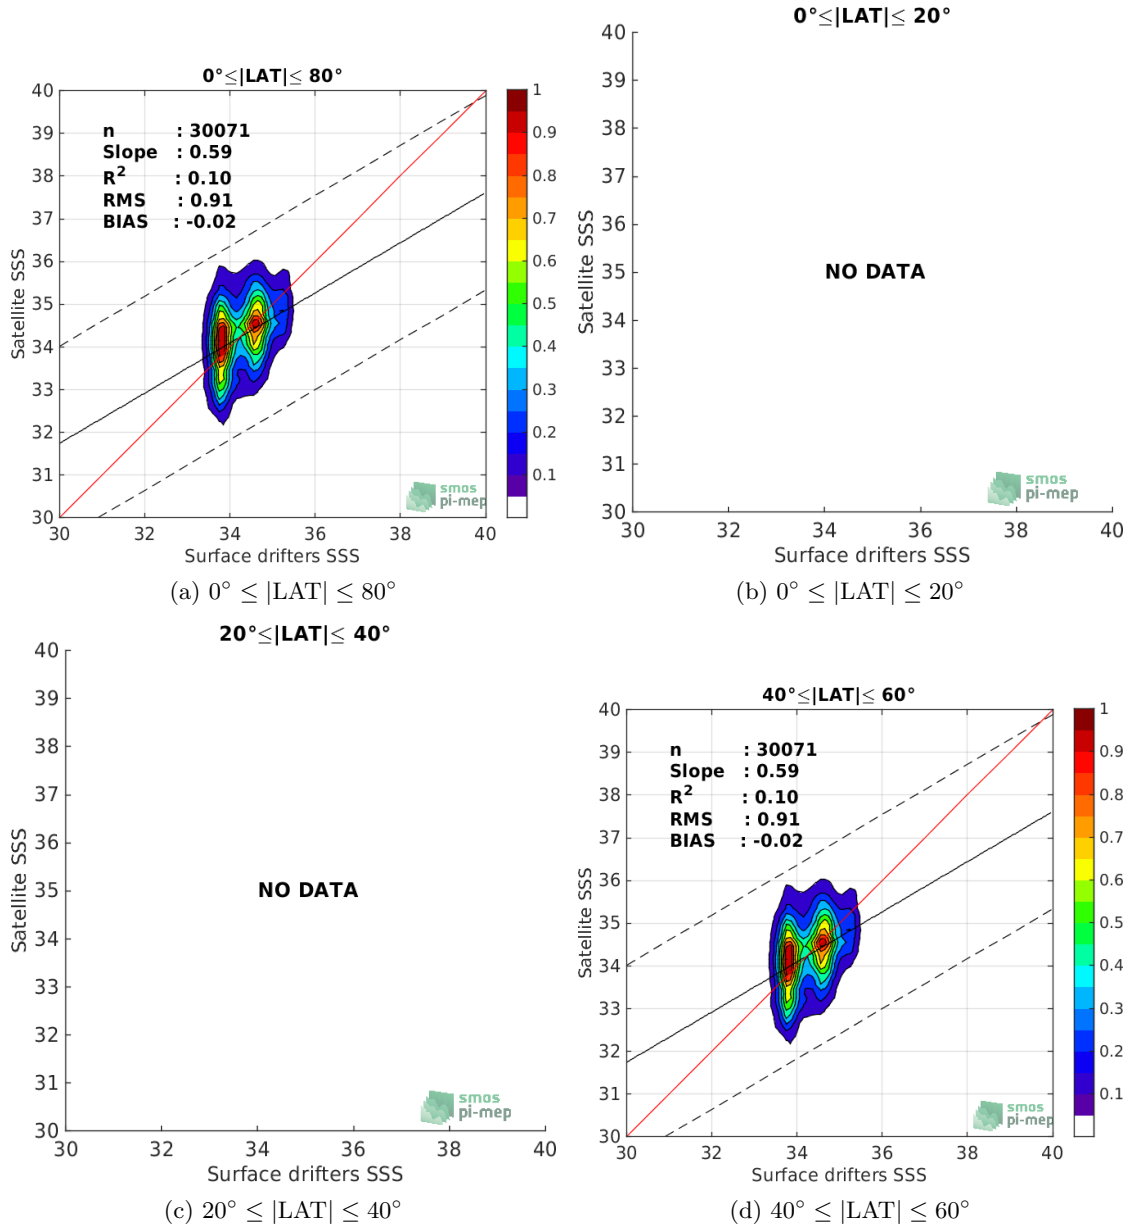 0°≤|LAT|≤ 80°
40
39
38
37
36
35
34
33
32
31
30
n : 30071
Slope : 0.59
R² : 0.10
RMS : 0.91
BIAS : -0.02
1
0.9
0.8
0.7
0.6
0.5
0.4
0.3
0.2
0.1
Satellite SSS
smos
pi-mep
30 32 34 36 38 40
Surface drifters SSS
(a) 0° ≤ |LAT| ≤ 80°
0°≤|LAT|≤ 20°
40
39
38
37
36
35
34
33
32
31
30
Satellite SSS
NO DATA
smos
pi-mep
30 32 34 36 38 40
Surface drifters SSS
(b) 0° ≤ |LAT| ≤ 20°
20°≤|LAT|≤ 40°
40
39
38
37
36
35
34
33
32
31
30
Satellite SSS
NO DATA
smos
pi-mep
30 32 34 36 38 40
Surface drifters SSS
(c) 20° ≤ |LAT| ≤ 40°
40°≤|LAT|≤ 60°
40
39
38
37
36
35
34
33
32
31
30
n : 30071
Slope : 0.59
R² : 0.10
RMS : 0.91
BIAS : -0.02
1
0.9
0.8
0.7
0.6
0.5
0.4
0.3
0.2
0.1
Satellite SSS
smos
pi-mep
30 32 34 36 38 40
Surface drifters SSS
(d) 40° ≤ |LAT| ≤ 60°